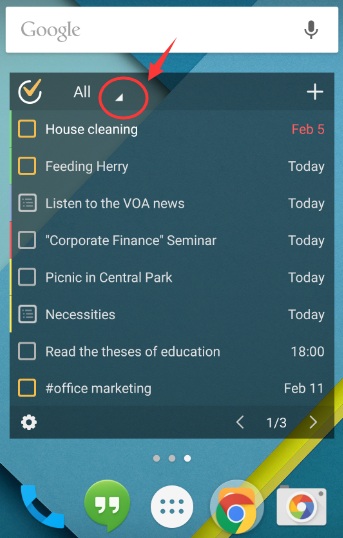 Google
All
House cleaning Feb 5
Feeding Herry Today
Listen to the VOA news Today
"Corporate Finance" Seminar Today
Picnic in Central Park Today
Necessities Today
Read the theses of education 18:00
#office marketing Feb 11
1/3